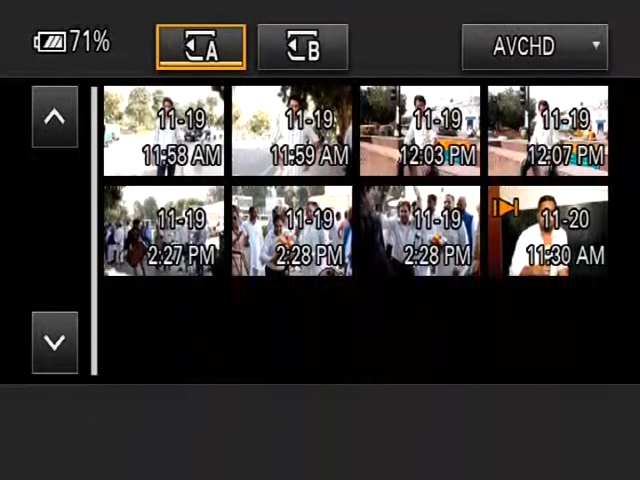 71% A B AVCHD
11-19 11-19 11-19 11-19
11:58 AM 11:59 AM 12:03 PM 12:07 PM
11-19 11-19 11-19 11-20
2:27 PM 2:28 PM 2:28 PM 11:30 AM